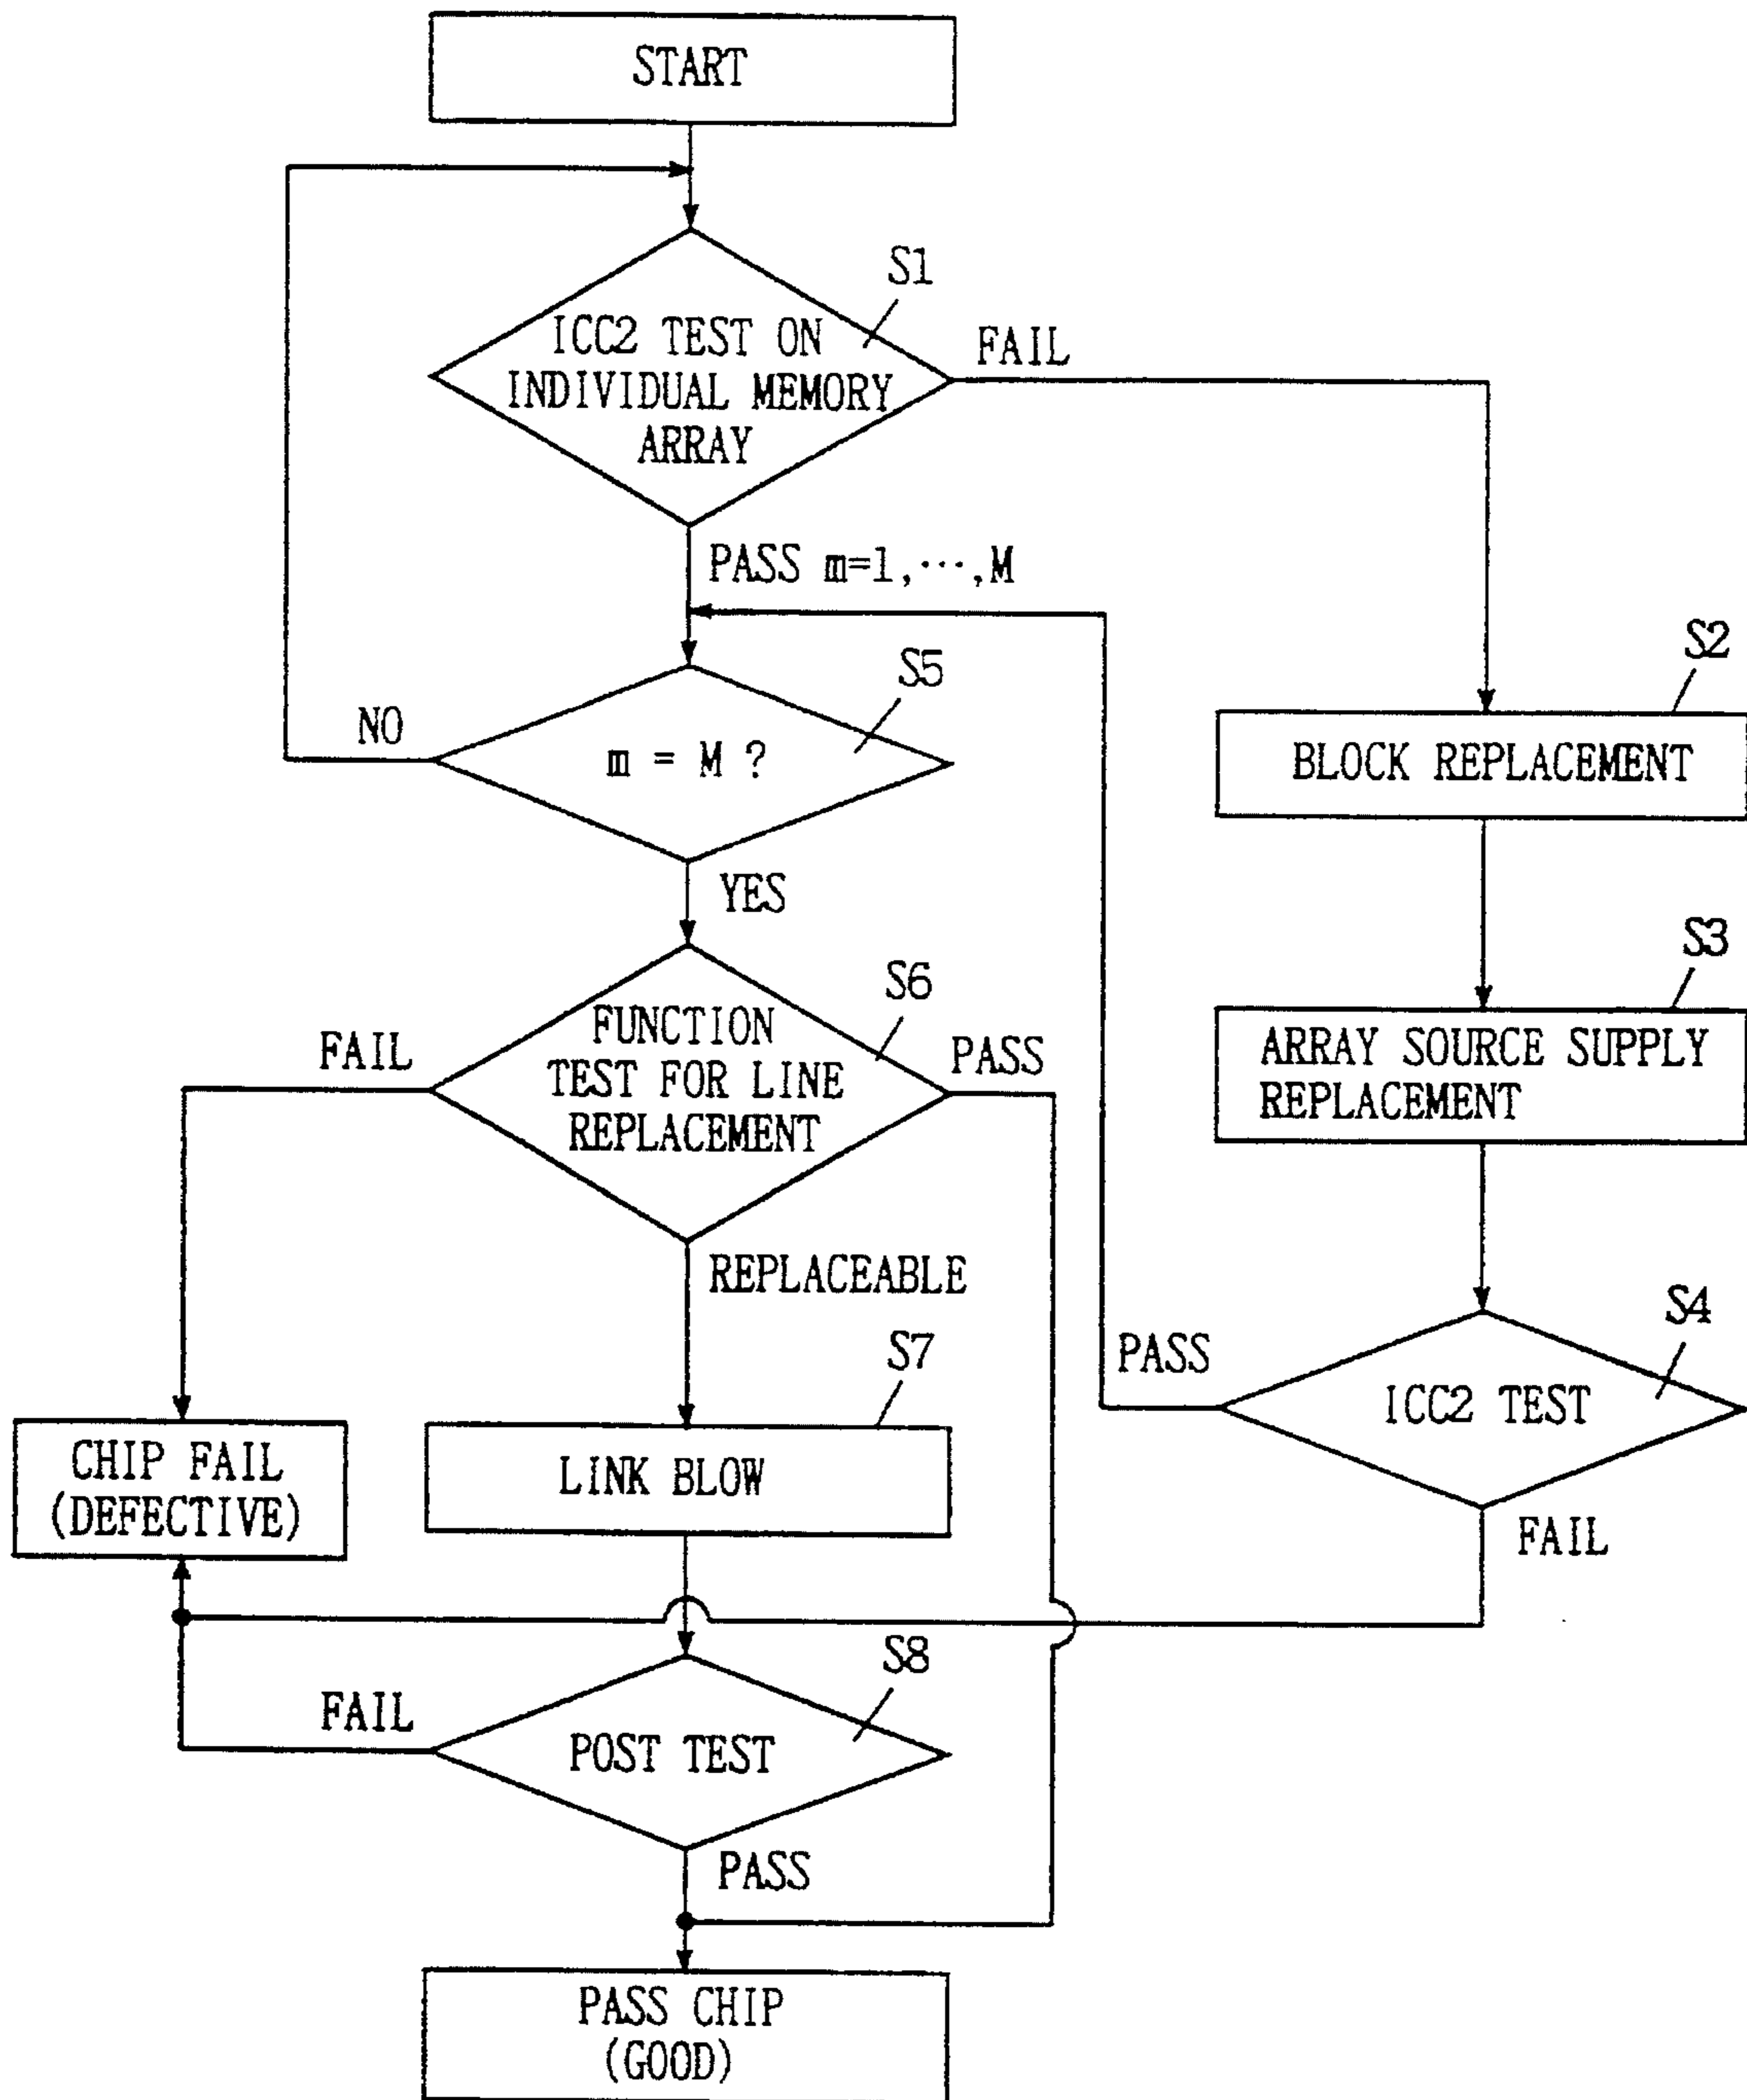 START
S1
ICC2 TEST ON
INDIVIDUAL MEMORY
ARRAY
FAIL
PASS m=1,···,M
S2
BLOCK REPLACEMENT
S5
NO
m = M ?
YES
S3
ARRAY SOURCE SUPPLY
REPLACEMENT
S6
FAIL
FUNCTION
TEST FOR LINE
REPLACEMENT
PASS
REPLACEABLE
S4
PASS
ICC2 TEST
FAIL
S7
CHIP FAIL
(DEFECTIVE)
LINK BLOW
S8
FAIL
POST TEST
PASS
PASS CHIP
(GOOD)